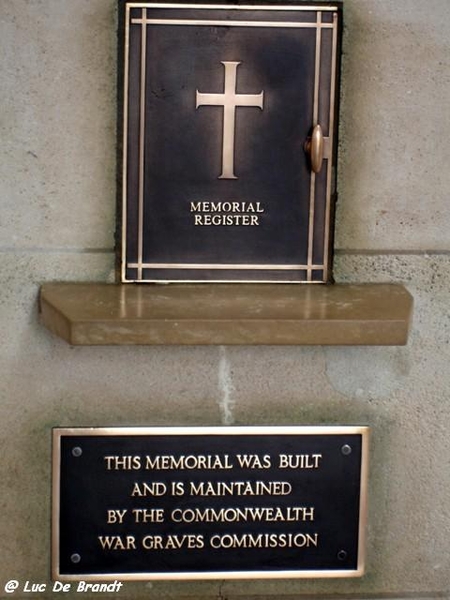 MEMORIAL
REGISTER
THIS MEMORIAL WAS BUILT
AND IS MAINTAINED
BY THE COMMONWEALTH
WAR GRAVES COMMISSION
@ Luc De Brandt